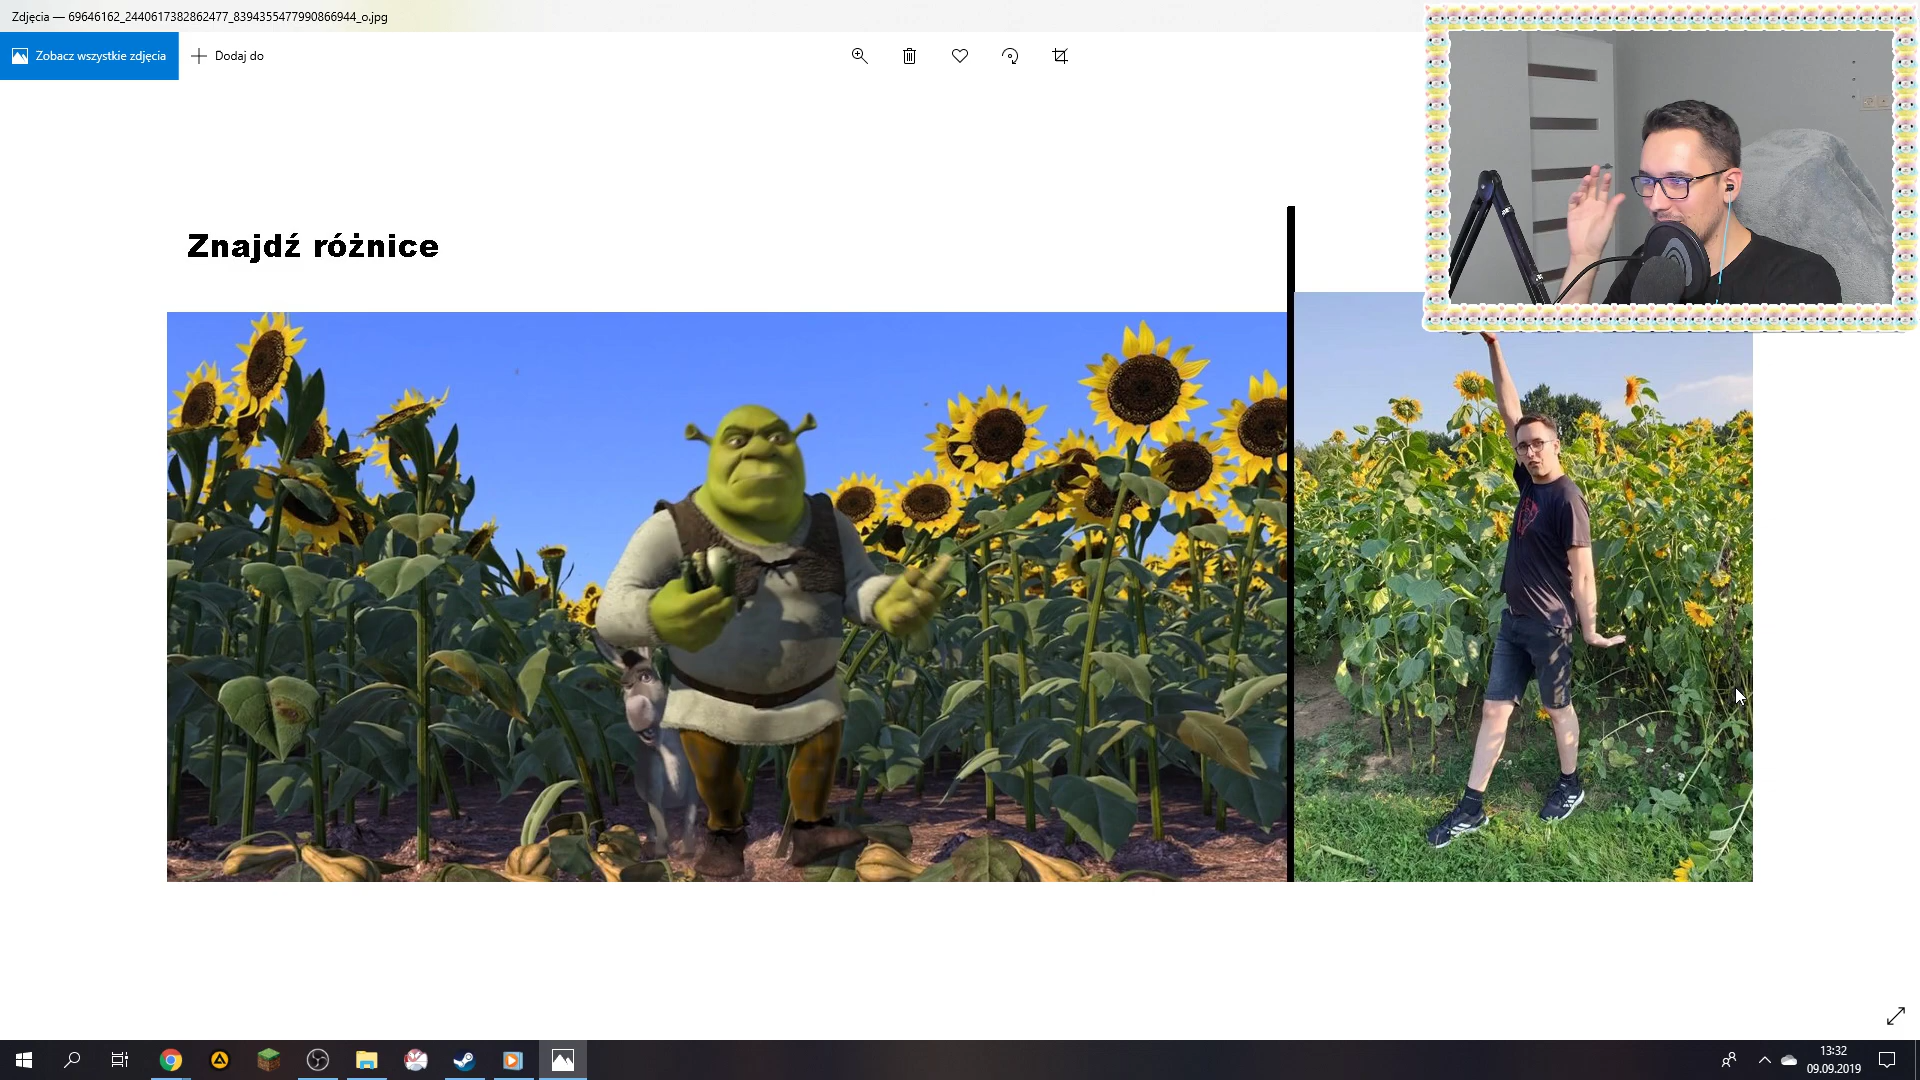 Zdjęcia — 69646162_2440617382862477_8394355477990866944_o.jpg
Zobacz wszystkie zdjęcia
Dodaj do
Znajdź różnice
13:32
09.09.2019